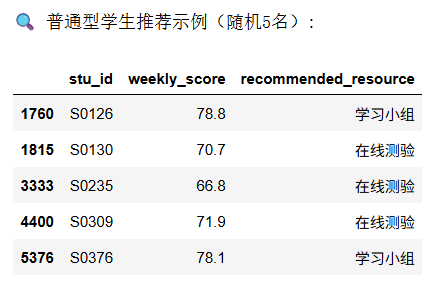 🔍 普通型学生推荐示例（随机5名）:
stu_id weekly_score recommended_resource
1760 S0126 78.8 学习小组
1815 S0130 70.7 在线测验
3333 S0235 66.8 在线测验
4400 S0309 71.9 在线测验
5376 S0376 78.1 学习小组